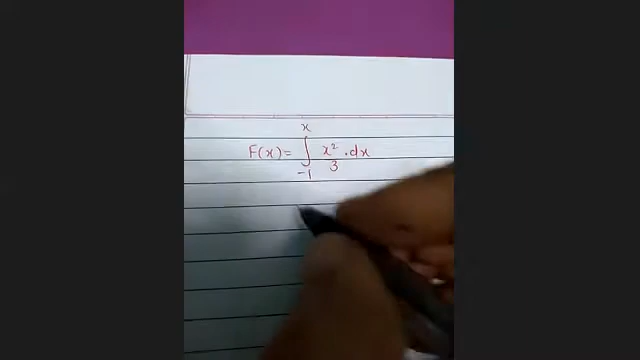 F(x) = ∫_{-1}^{x} x²/3 . dx